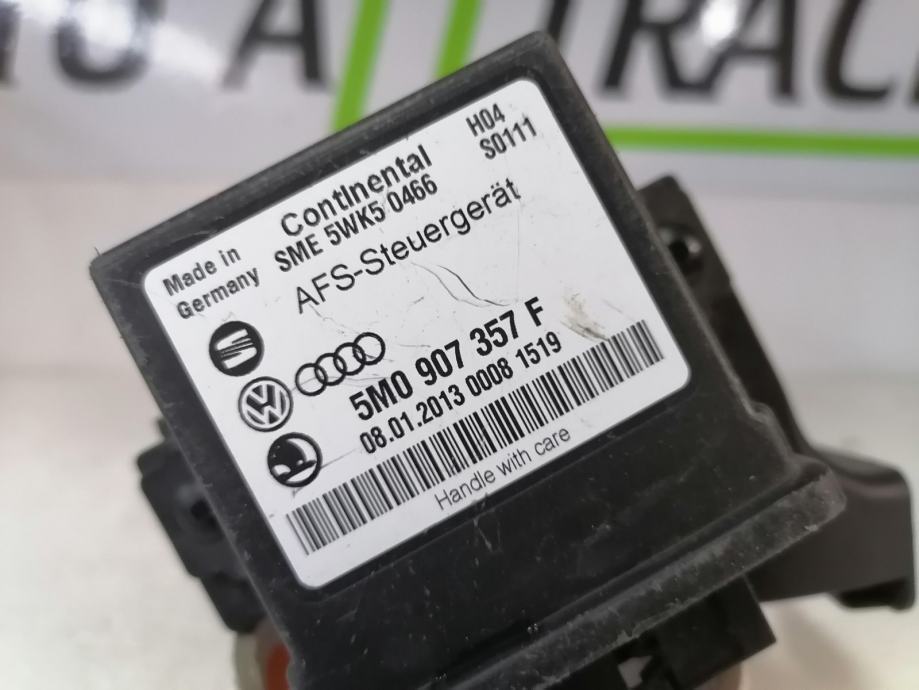 Made in
Germany
Continental
SME 5WK5 0466
H04
S0111
AFS-Steuergerät
5M0 907 357 F
08.01.2013 0008 1519
Handle with care